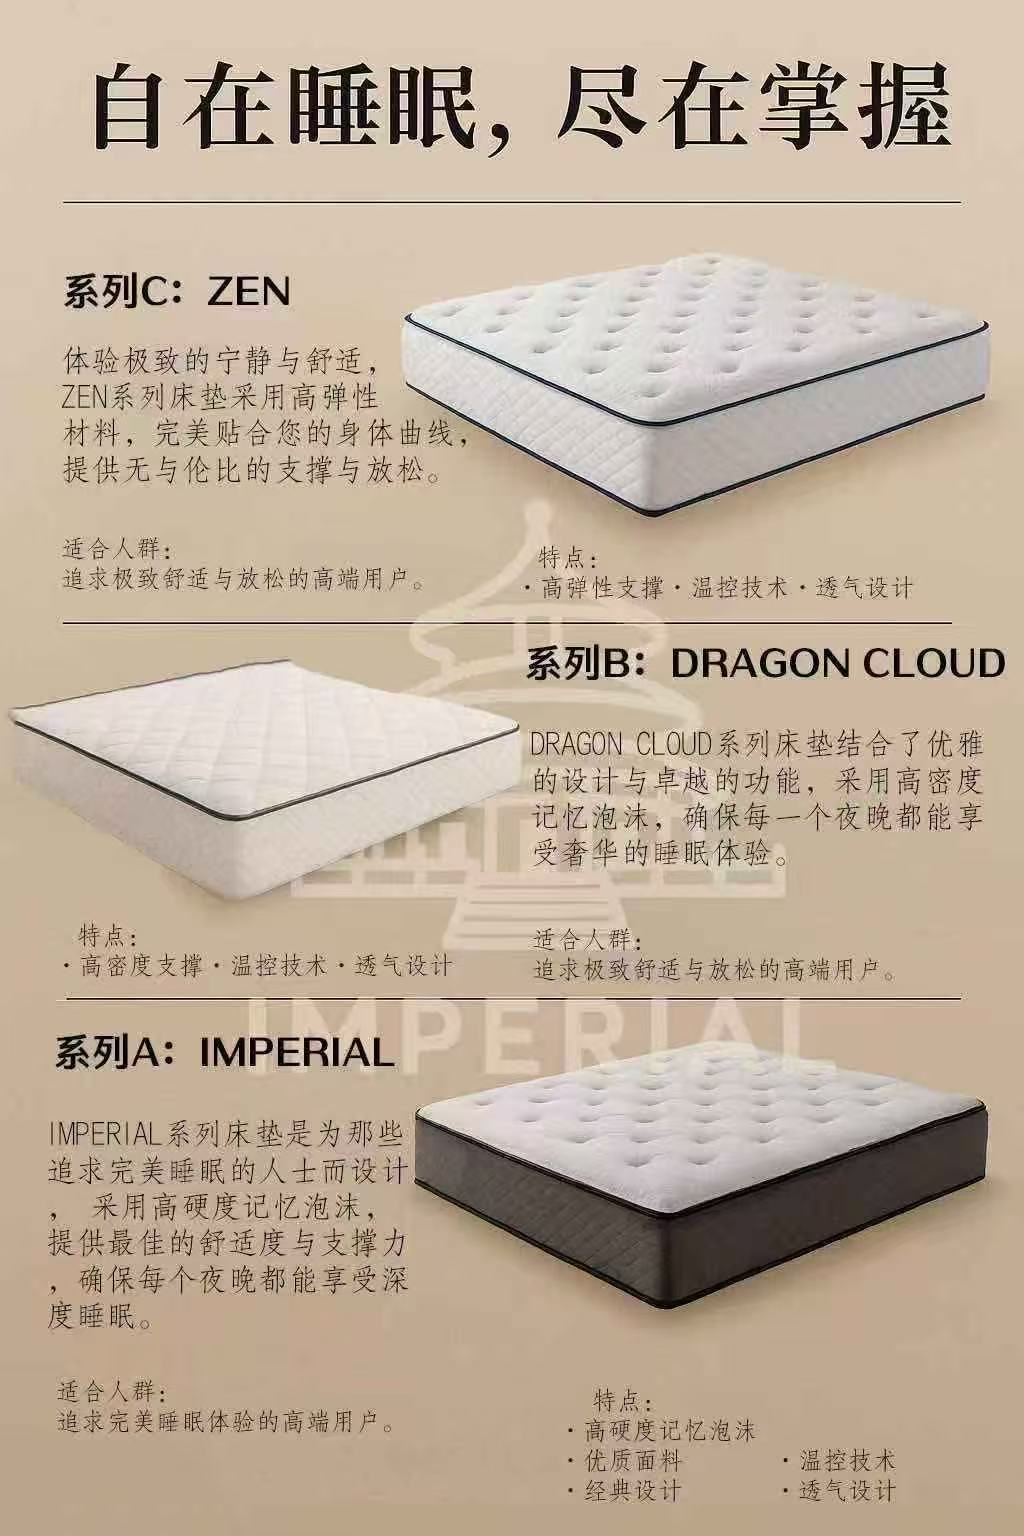 自在睡眠，尽在掌握
系列C：ZEN
体验极致的宁静与舒适，
ZEN系列床垫采用高弹性
材料，完美贴合您的身体曲线，
提供无与伦比的支撑与放松。
适合人群：
追求极致舒适与放松的高端用户。
特点：
·高弹性支撑·温控技术·透气设计
系列B：DRAGON CLOUD
DRAGON CLOUD系列床垫结合了优雅
的设计与卓越的功能，采用高密度
记忆泡沫，确保每一个夜晚都能享
受奢华的睡眠体验。
特点：
·高密度支撑·温控技术·透气设计
适合人群：
追求极致舒适与放松的高端用户。
IMPERIAL
系列A：IMPERIAL
IMPERIAL系列床垫是为那些
追求完美睡眠的人士而设计
， 采用高硬度记忆泡沫，
提供最佳的舒适度与支撑力
，确保每个夜晚都能享受深
度睡眠。
适合人群：
追求完美睡眠体验的高端用户。
特点：
·高硬度记忆泡沫
·优质面料 ·温控技术
·经典设计 ·透气设计